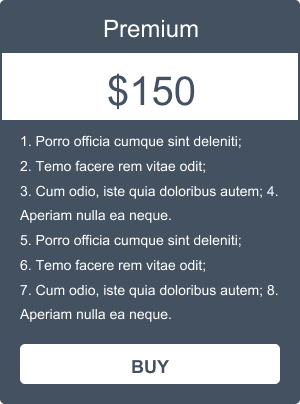 Premium
$150
1. Porro officia cumque sint deleniti;
2. Temo facere rem vitae odit;
3. Cum odio, iste quia doloribus autem; 4.
Aperiam nulla ea neque.
5. Porro officia cumque sint deleniti;
6. Temo facere rem vitae odit;
7. Cum odio, iste quia doloribus autem; 8.
Aperiam nulla ea neque.
BUY